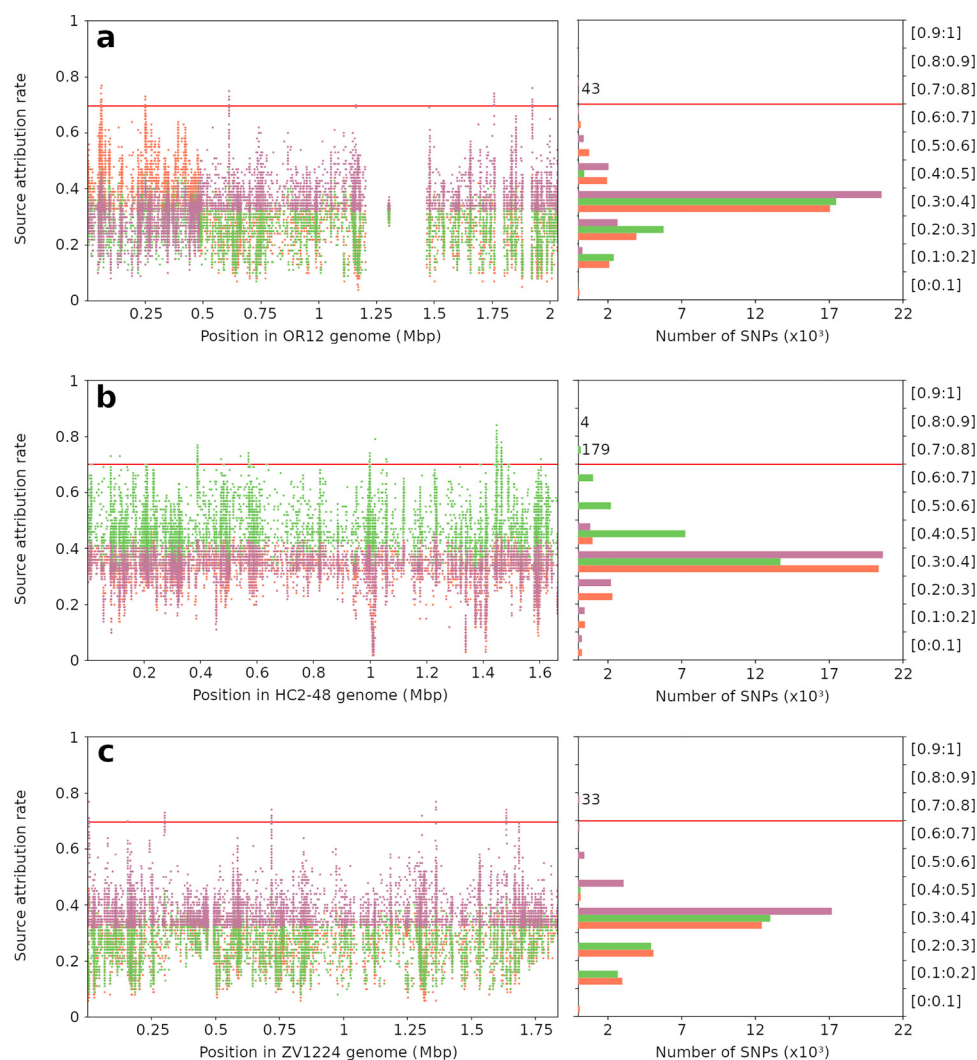 a
Source attribution rate
1
0.8
0.6
0.4
0.2
0
0.25 0.5 0.75 1 1.25 1.5 1.75 2
Position in OR12 genome (Mbp)
43
[0.9:1]
[0.8:0.9]
[0.7:0.8]
[0.6:0.7]
[0.5:0.6]
[0.4:0.5]
[0.3:0.4]
[0.2:0.3]
[0.1:0.2]
[0:0.1]
2 7 12 17 22
Number of SNPs (x10³)
b
Source attribution rate
1
0.8
0.6
0.4
0.2
0
0.2 0.4 0.6 0.8 1 1.2 1.4 1.6
Position in HC2-48 genome (Mbp)
4
179
[0.9:1]
[0.8:0.9]
[0.7:0.8]
[0.6:0.7]
[0.5:0.6]
[0.4:0.5]
[0.3:0.4]
[0.2:0.3]
[0.1:0.2]
[0:0.1]
2 7 12 17 22
Number of SNPs (x10³)
c
Source attribution rate
1
0.8
0.6
0.4
0.2
0
0.25 0.5 0.75 1 1.25 1.5 1.75
Position in ZV1224 genome (Mbp)
33
[0.9:1]
[0.8:0.9]
[0.7:0.8]
[0.6:0.7]
[0.5:0.6]
[0.4:0.5]
[0.3:0.4]
[0.2:0.3]
[0.1:0.2]
[0:0.1]
2 7 12 17 22
Number of SNPs (x10³)